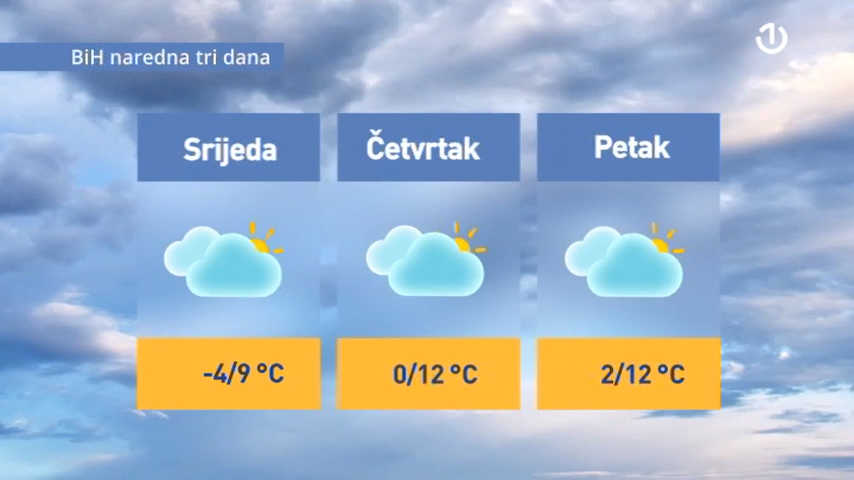 BiH naredna tri dana
Srijeda
Četvrtak
Petak
-4/9 °C
0/12 °C
2/12 °C